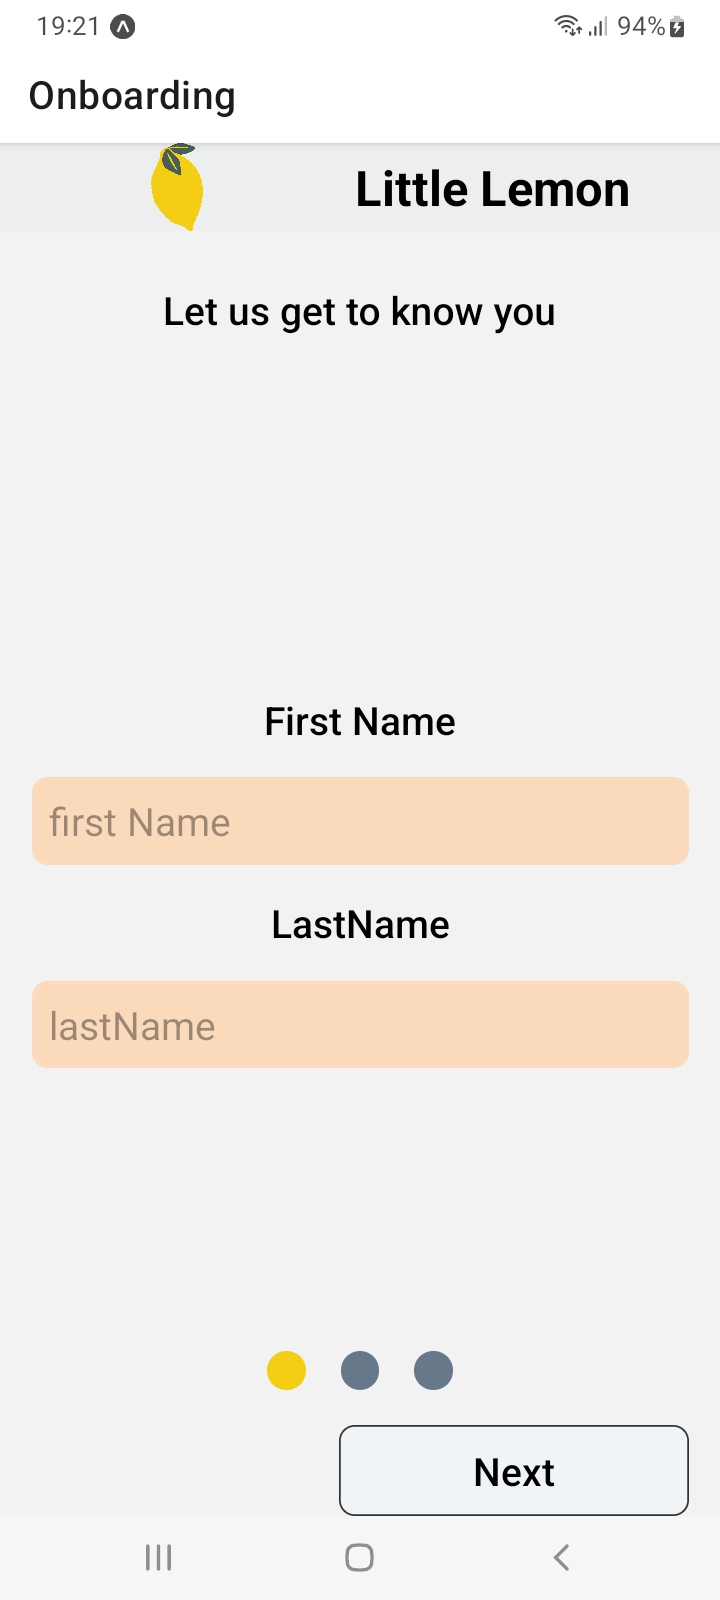 19:21 94%
Onboarding
Little Lemon
Let us get to know you
First Name
first Name
LastName
lastName
Next